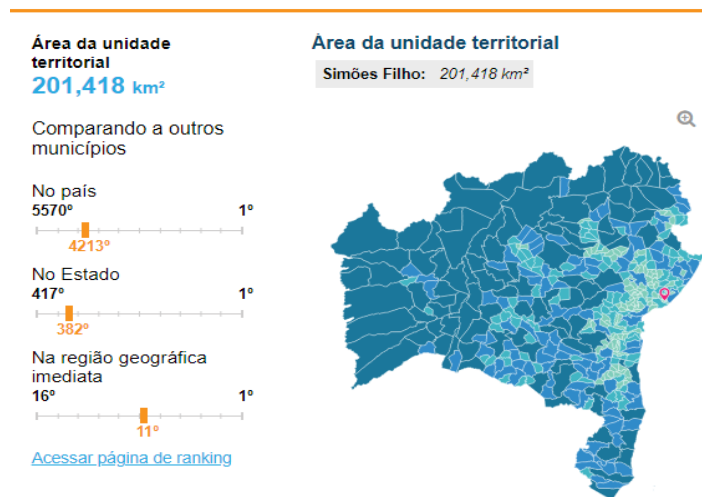 Área da unidade
territorial
201,418 km²
Comparando a outros
municípios
No país
5570º 1º
4213º
No Estado
417º 1º
382º
Na região geográfica
imediata
16º 1º
11º
Acessar página de ranking
Área da unidade territorial
Simões Filho: 201,418 km²